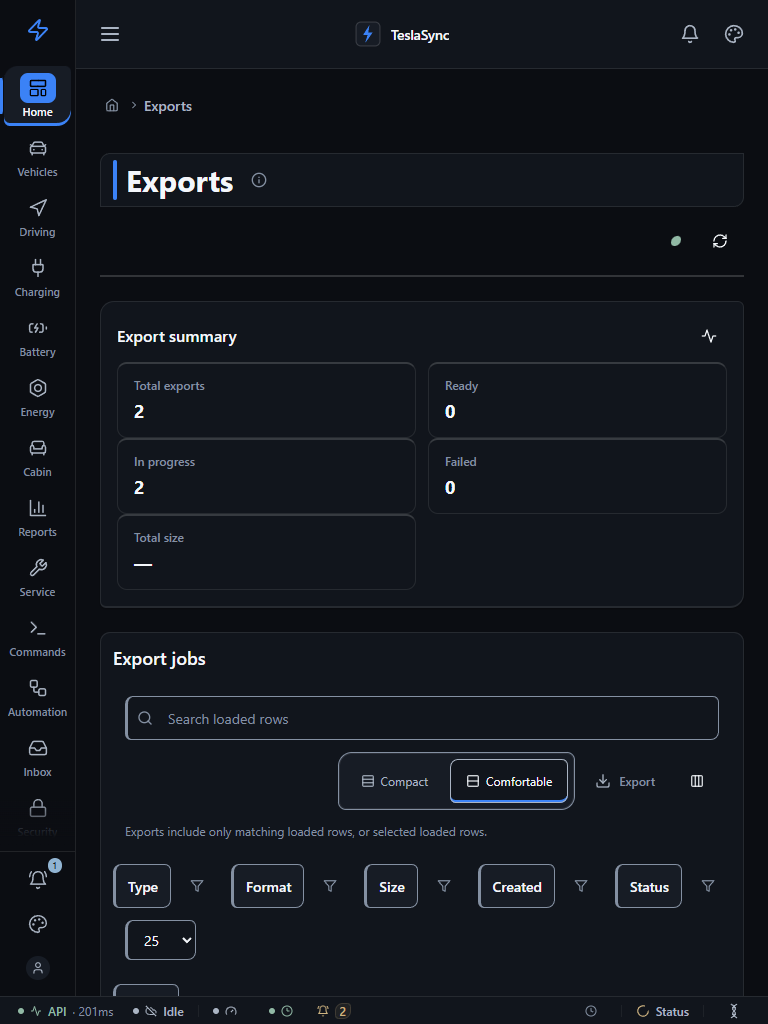 TeslaSync
Home
Vehicles
Driving
Charging
Battery
Energy
Cabin
Reports
Service
Commands
Automation
Inbox
Security
1
Exports
Exports
Export summary
Total exports
2
Ready
0
In progress
2
Failed
0
Total size
—
Export jobs
Search loaded rows
Compact
Comfortable
Export
Exports include only matching loaded rows, or selected loaded rows.
Type
Format
Size
Created
Status
25
API · 201ms
Idle
2
Status